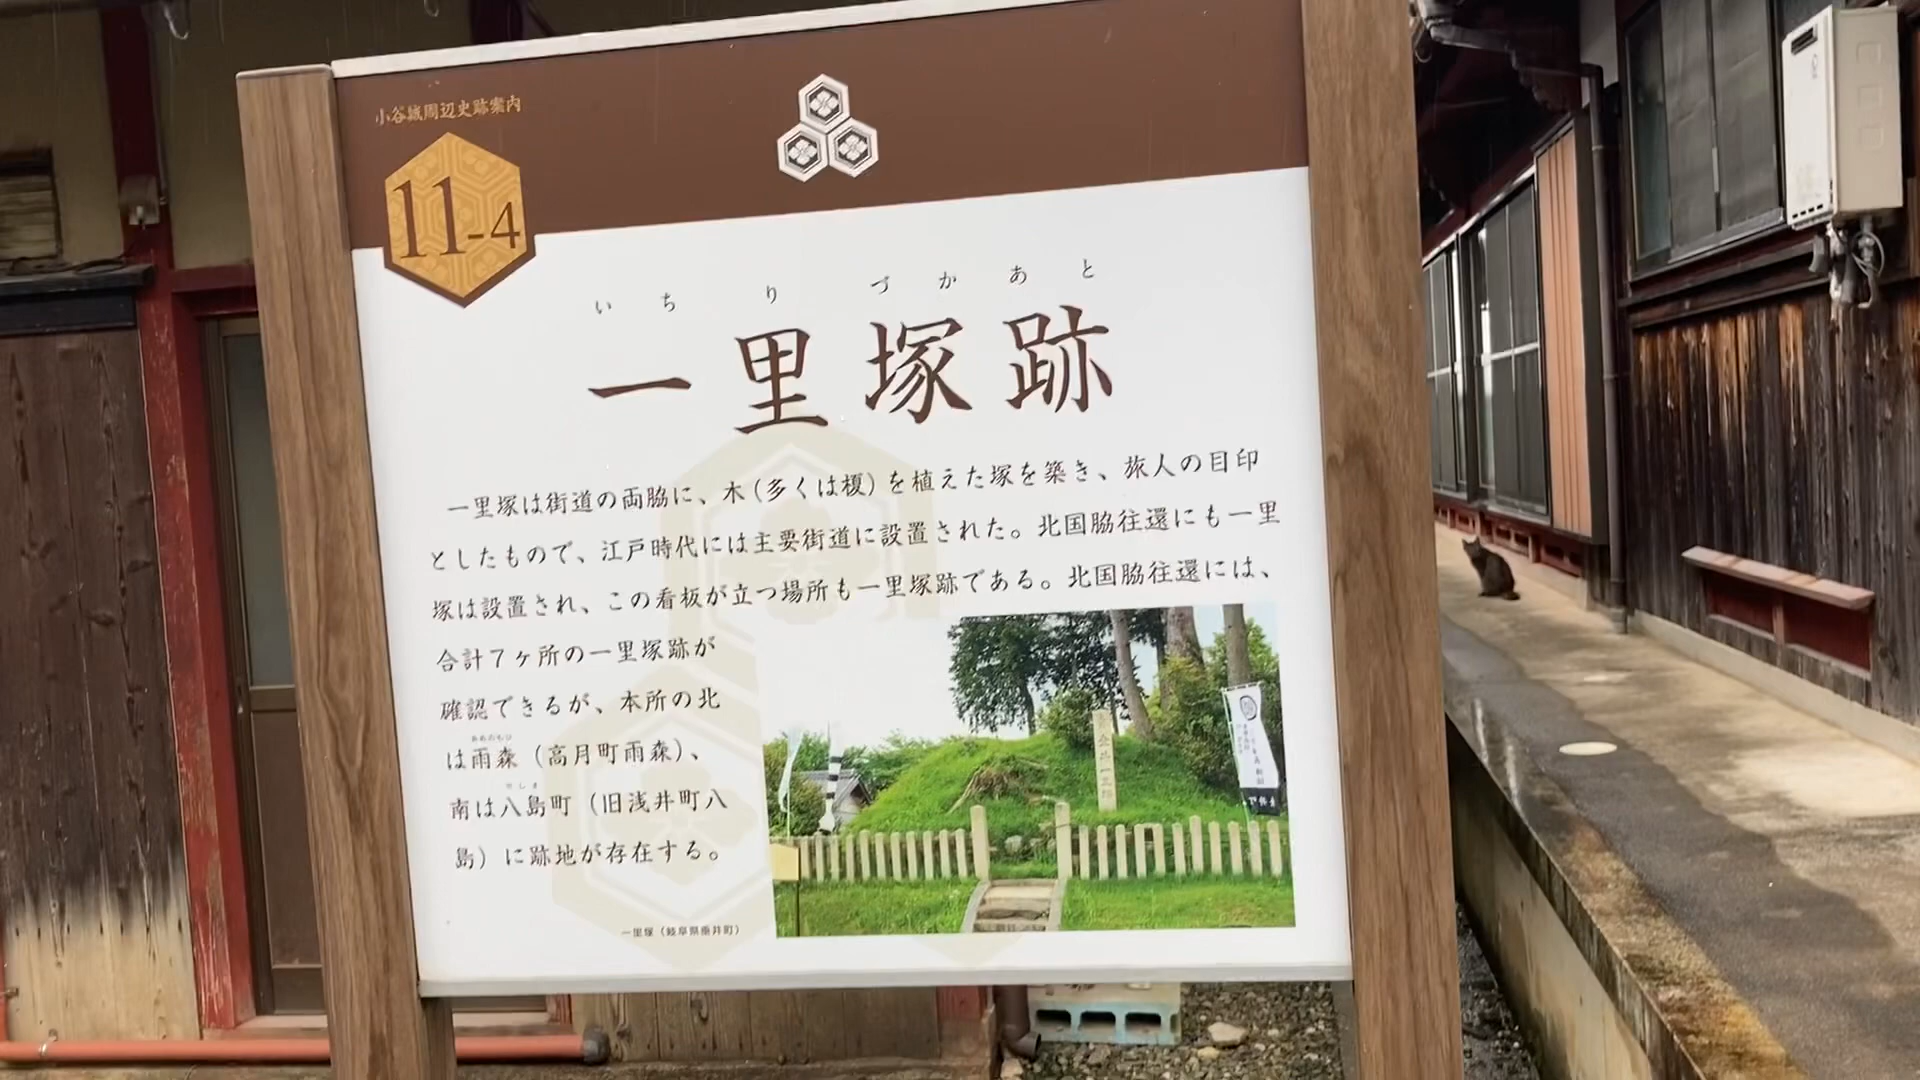 小谷城周辺史跡案内
11-4
いちりづかあと
一里塚跡
一里塚は街道の両脇に、木(多くは榎)を植えた塚を築き、旅人の目印
としたもので、江戸時代には主要街道に設置された。北国脇往還にも一里
塚は設置され、この看板が立つ場所も一里塚跡である。北国脇往還には、
合計7ヶ所の一里塚跡が
確認できるが、本所の北
あめのもり
は雨森(高月町雨森)、
やしま
南は八島町(旧浅井町八
島)に跡地が存在する。
一里塚(岐阜県垂井町)